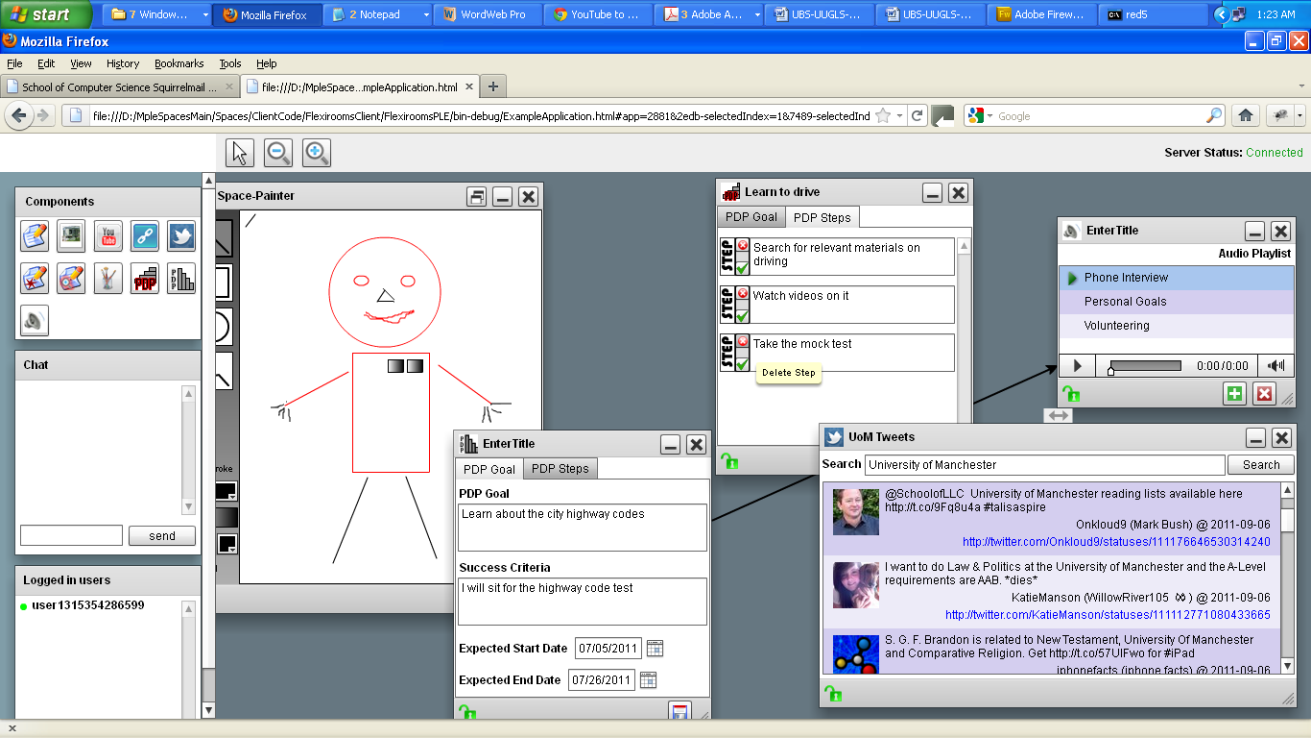 start
7 Window...
Mozilla Firefox
2 Notepad
WordWeb Pro
YouTube to ...
3 Adobe A...
UBS-UUGLS-...
UBS-UUGLS-...
Adobe Firew...
red5
1:23 AM
Mozilla Firefox
File Edit View History Bookmarks Tools Help
School of Computer Science Squirrelmail ...
file:///D:/MpleSpace...mpleApplication.html
file:///D:/MpleSpacesMain/Spaces/ClientCode/FlexiroomsClient/FlexiroomsPLE/bin-debug/ExampleApplication.html#app=2881&2edb-selectedIndex=1&7489-selectedInd
Google
Server Status: Connected
Components
You Tube
PDP
PDP
Chat
send
Logged in users
user1315354286599
Space-Painter
roke
Learn to drive
PDP Goal PDP Steps
STEP
Search for relevant materials on
driving
STEP
Watch videos on it
STEP
Take the mock test
Delete Step
EnterTitle
Audio Playlist
Phone Interview
Personal Goals
Volunteering
0:00/0:00
EnterTitle
PDP Goal PDP Steps
PDP Goal
Learn about the city highway codes
Success Criteria
I will sit for the highway code test
Expected Start Date 07/05/2011
Expected End Date 07/26/2011
UoM Tweets
Search University of Manchester Search
@SchoolofLLC University of Manchester reading lists available here
http://t.co/9Fq8u4a #talisaspire
Onkloud9 (Mark Bush) @ 2011-09-06
http://twitter.com/Onkloud9/statuses/111176646530314240
I want to do Law & Politics at the University of Manchester and the A-Level
requirements are AAB. *dies*
KatieManson (WillowRiver105 ∞) @ 2011-09-06
http://twitter.com/KatieManson/statuses/111112771080433665
S. G. F. Brandon is related to New Testament, University Of Manchester
and Comparative Religion. Get http://t.co/57UIFwo for #iPad
iphonefacts (iphone facts) @ 2011-09-06